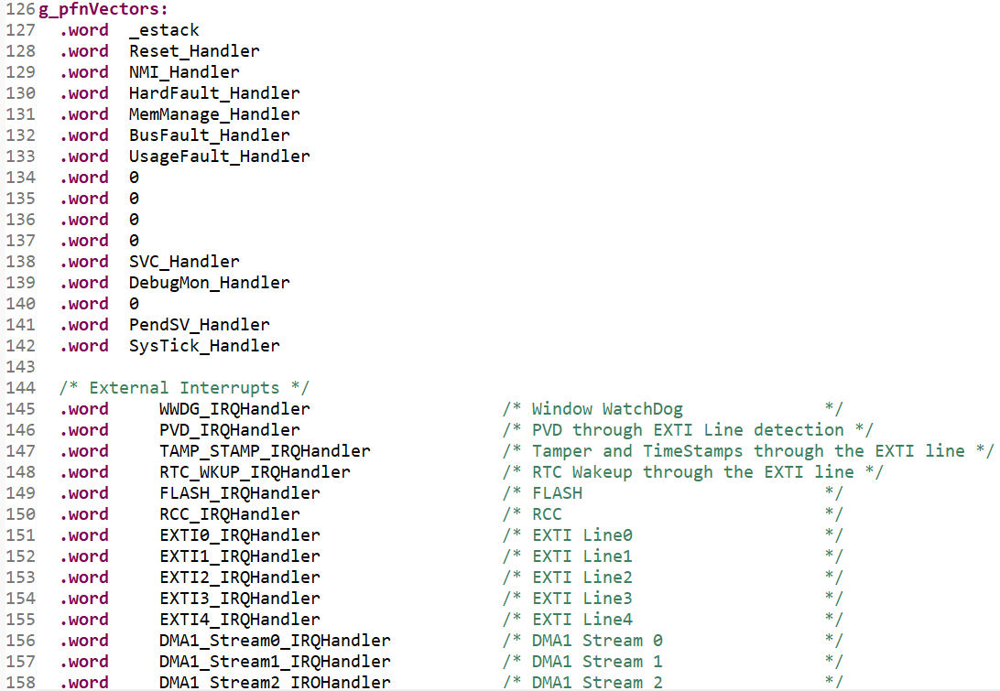 126 g_pfnVectors:
127   .word  _estack
128   .word  Reset_Handler
129   .word  NMI_Handler
130   .word  HardFault_Handler
131   .word  MemManage_Handler
132   .word  BusFault_Handler
133   .word  UsageFault_Handler
134   .word  0
135   .word  0
136   .word  0
137   .word  0
138   .word  SVC_Handler
139   .word  DebugMon_Handler
140   .word  0
141   .word  PendSV_Handler
142   .word  SysTick_Handler
143
144   /* External Interrupts */
145   .word     WWDG_IRQHandler                   /* Window WatchDog              */
146   .word     PVD_IRQHandler                    /* PVD through EXTI Line detection */
147   .word     TAMP_STAMP_IRQHandler             /* Tamper and TimeStamps through the EXTI line */
148   .word     RTC_WKUP_IRQHandler               /* RTC Wakeup through the EXTI line */
149   .word     FLASH_IRQHandler                  /* FLASH                        */
150   .word     RCC_IRQHandler                    /* RCC                          */
151   .word     EXTI0_IRQHandler                  /* EXTI Line0                   */
152   .word     EXTI1_IRQHandler                  /* EXTI Line1                   */
153   .word     EXTI2_IRQHandler                  /* EXTI Line2                   */
154   .word     EXTI3_IRQHandler                  /* EXTI Line3                   */
155   .word     EXTI4_IRQHandler                  /* EXTI Line4                   */
156   .word     DMA1_Stream0_IRQHandler           /* DMA1 Stream 0                */
157   .word     DMA1_Stream1_IRQHandler           /* DMA1 Stream 1                */
158   .word     DMA1_Stream2_IRQHandler           /* DMA1 Stream 2                */